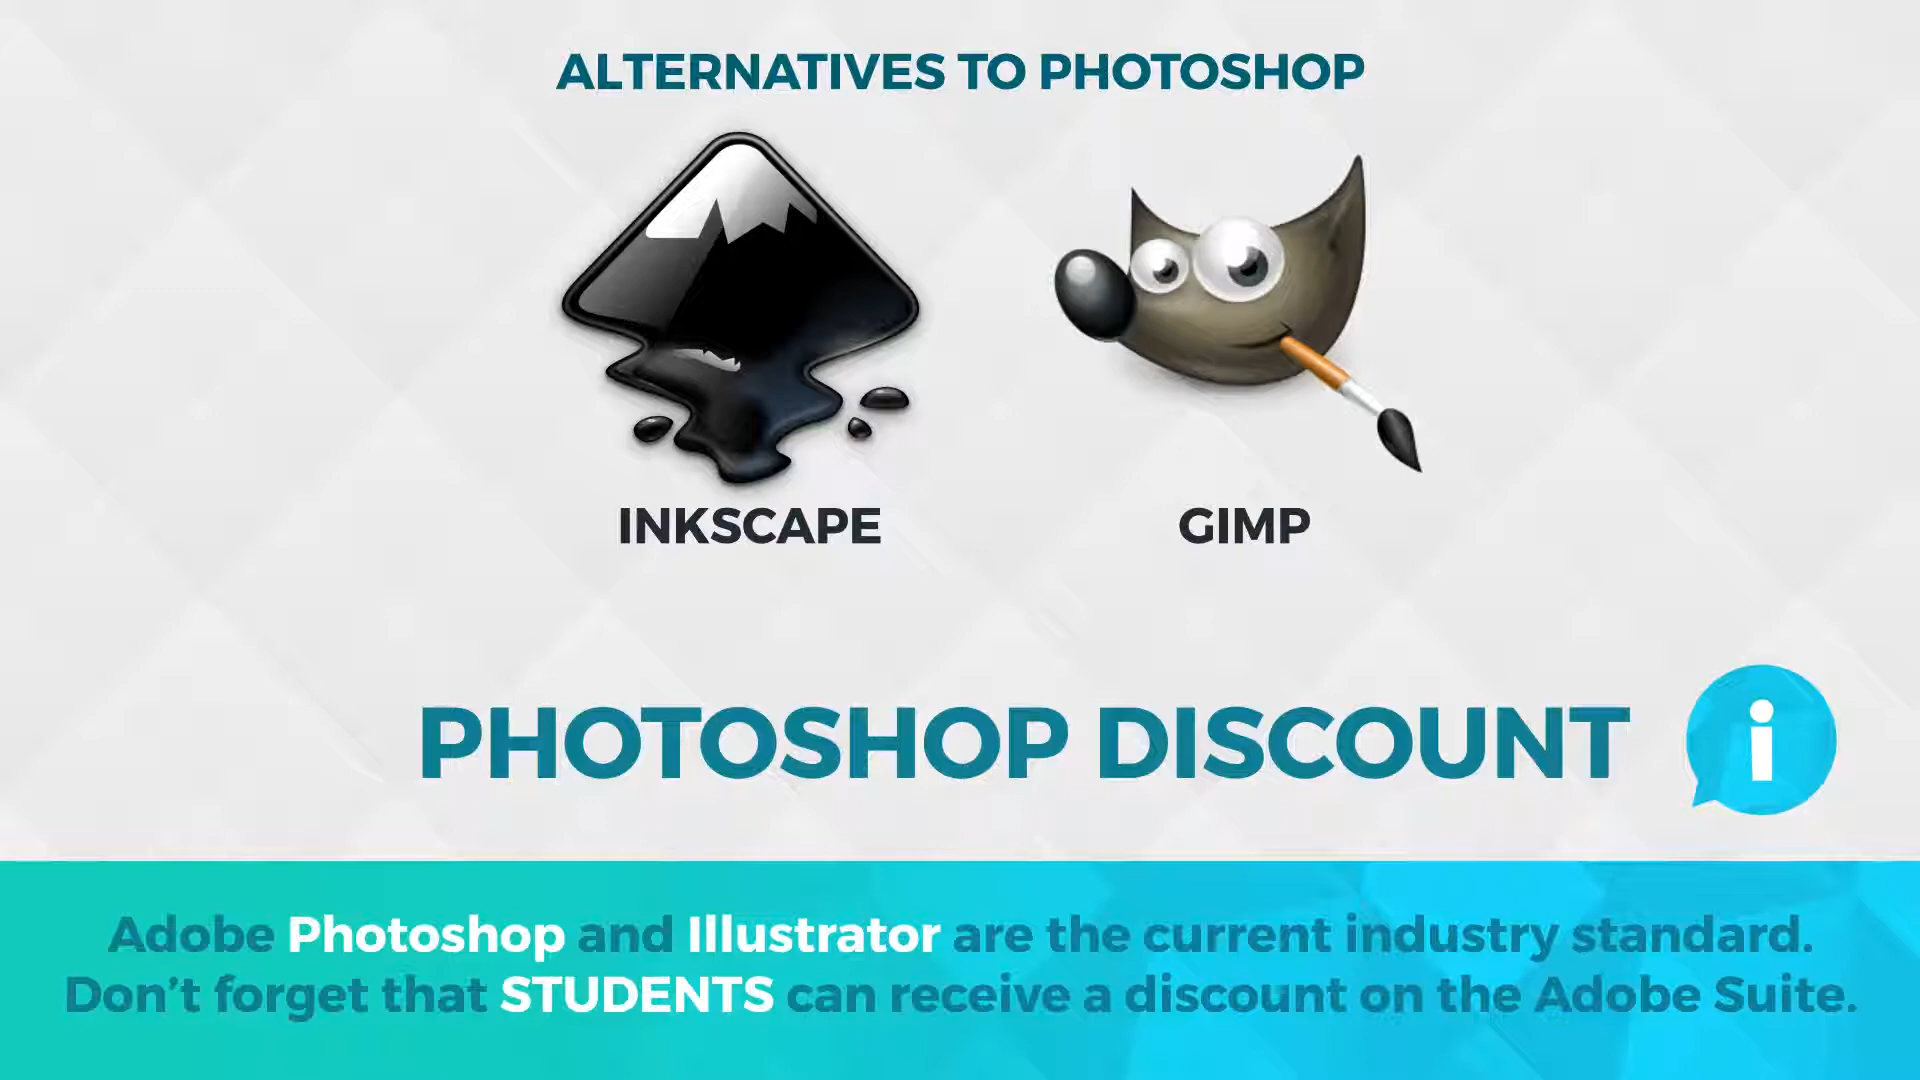 ALTERNATIVES TO PHOTOSHOP
INKSCAPE
GIMP
PHOTOSHOP DISCOUNT
i
Adobe Photoshop and Illustrator are the current industry standard.
Don’t forget that STUDENTS can receive a discount on the Adobe Suite.